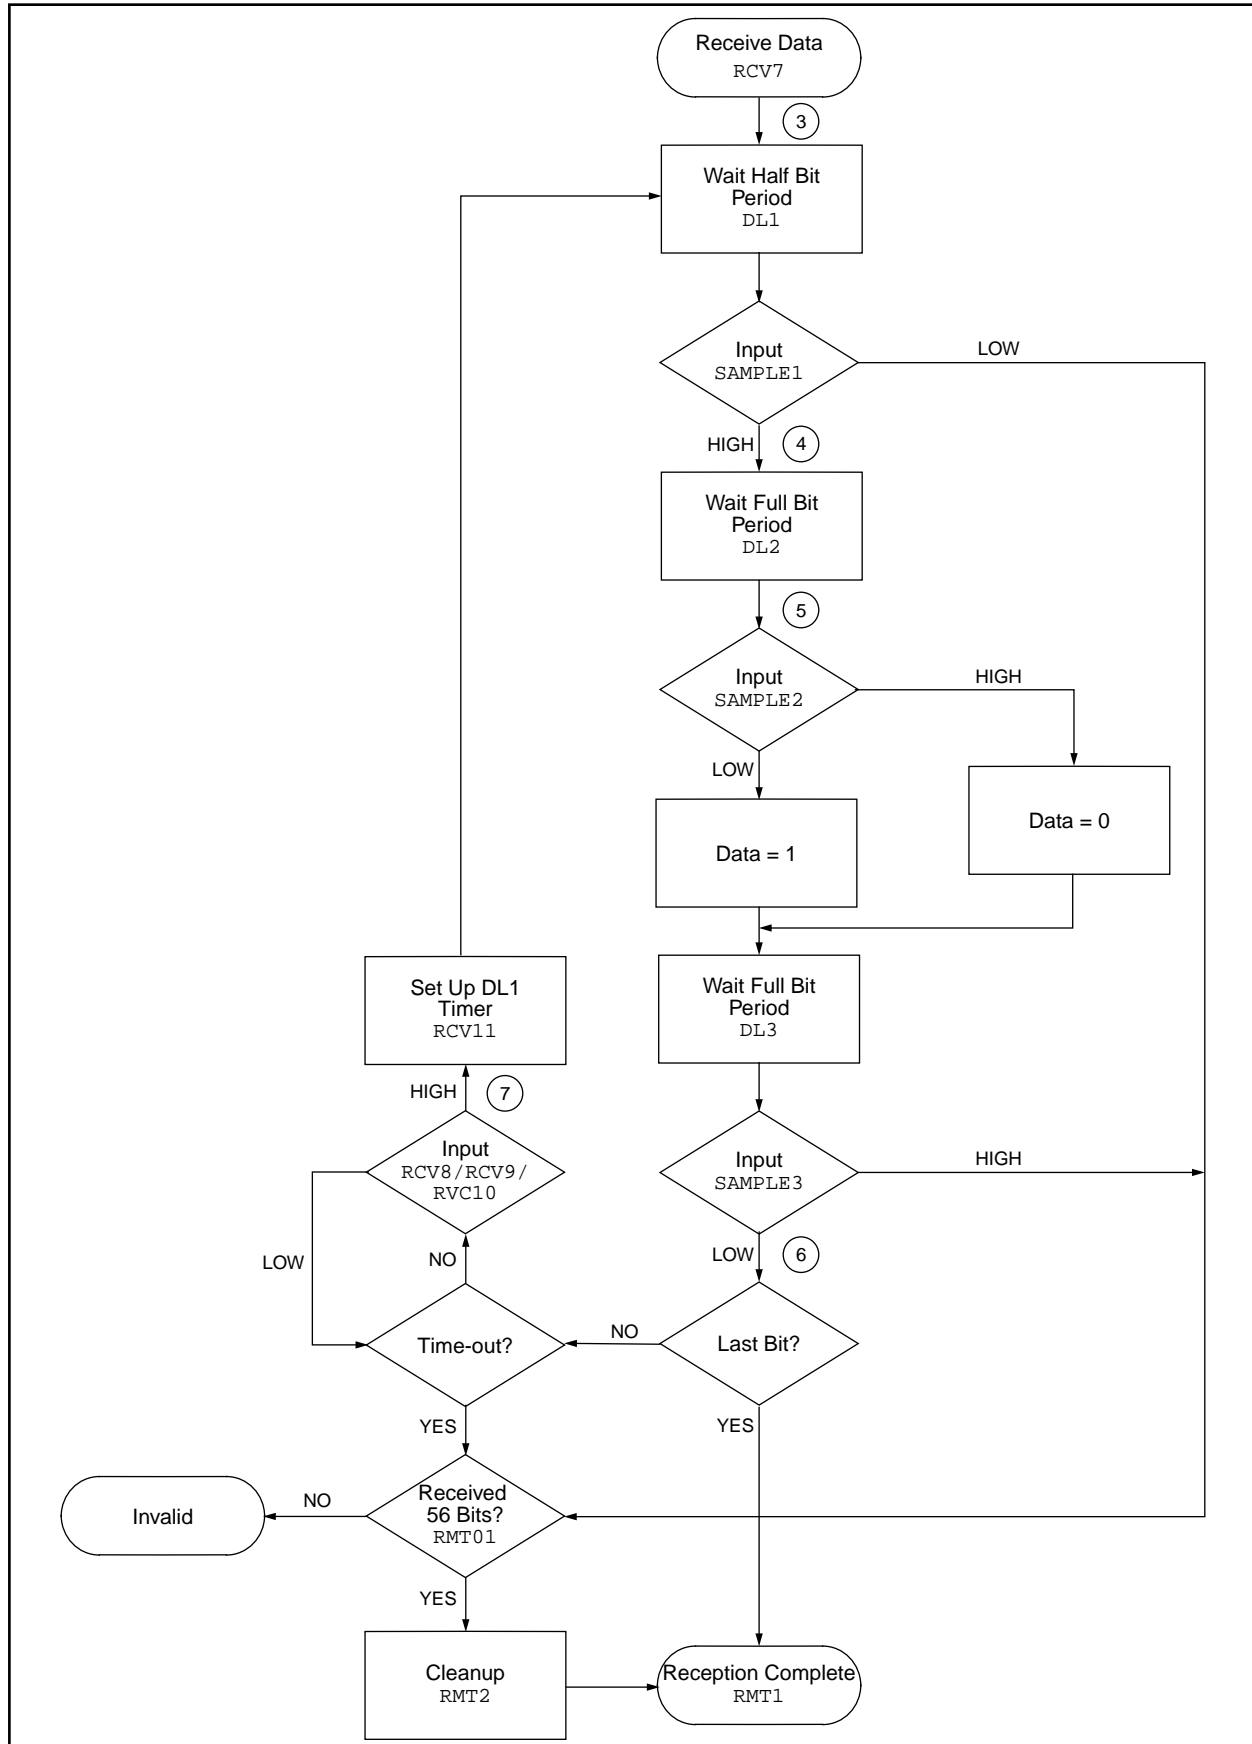 Receive Data
RCV7
3
Wait Half Bit
Period
DL1
Input
SAMPLE1
LOW
HIGH
4
Wait Full Bit
Period
DL2
5
Input
SAMPLE2
HIGH
LOW
Data = 1
Data = 0
Wait Full Bit
Period
DL3
Set Up DL1
Timer
RCV11
HIGH
7
Input
RCV8/RCV9/
RVC10
LOW
NO
Input
SAMPLE3
HIGH
LOW
6
Time-out?
NO
Last Bit?
YES
YES
Received
56 Bits?
RMT01
NO
Invalid
YES
Cleanup
RMT2
Reception Complete
RMT1